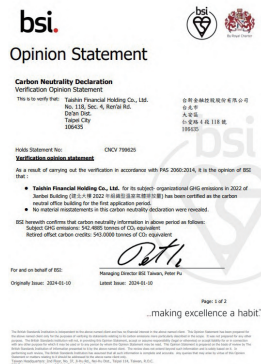 bsi.
bsi
By Royal Charter
Opinion Statement
Carbon Neutrality Declaration
Verification Opinion Statement
This is to verify that: Taishin Financial Holding Co., Ltd. 台新金融控股股份有限公司
No. 118, Sec. 4, Ren'ai Rd. 台北市
Da'an Dist. 大安區
Taipei City 仁愛路 4 段 118 號
106435 106435
Holds Statement No: CNCV 798625
Verification opinion statement
As a result of carrying out the verification in accordance with PAS 2060:2014, it is the opinion of BSI
that :
• Taishin Financial Holding Co., Ltd. for its subject- organizational GHG emissions in 2022 of
Jianbei Building has been certified as the carbon
neutral office building for the first application period.
• No material misstatements in this carbon neutrality declaration were revealed.
BSI herewith confirm that carbon neutrality information in above period as follows:
Subject GHG emissions: 542.4885 tonnes of CO₂ equivalent
Retired offset carbon credits: 543.0000 tonnes of CO₂ equivalent
For and on behalf of BSI:
Managing Director BSI Taiwan, Peter Pu
Originally Issue: 2024-01-10 Latest Issue: 2024-01-10
Page: 1 of 2
...making excellence a habit.